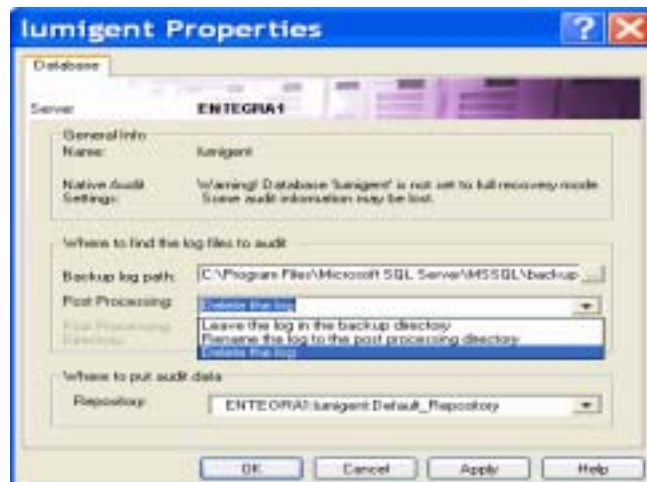 lumigent Properties
Database
Server ENTEGRA1
General Info
Name: lumigent
Native Audit Settings: Warning! Database 'lumigent' is not set to full recovery mode. Some audit information may be lost.
Where to find the log files to audit
Backup log path: C:\Program Files\Microsoft SQL Server\MSSQL\backup ...
Post Processing: Delete the log
Post Processing Directory:
Leave the log in the backup directory
Rename the log to the post processing directory
Delete the log
Where to put audit data
Repository: ENTEGRA1:lumigent:Default_Repository
OK Cancel Apply Help